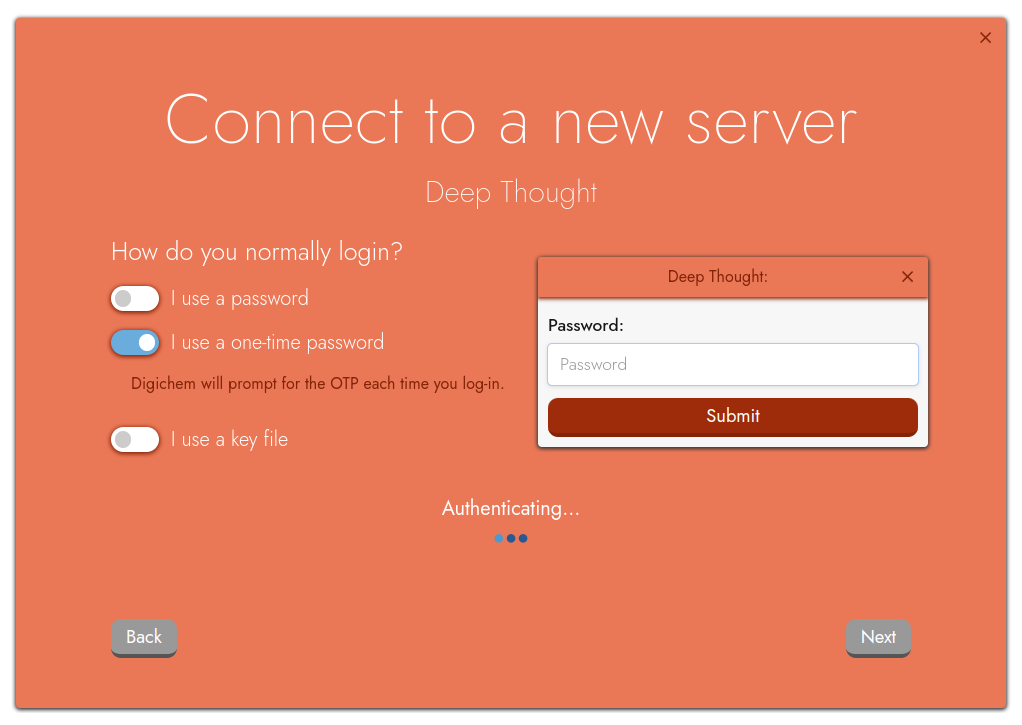 Connect to a new server
Deep Thought
How do you normally login?
I use a password
I use a one-time password
Digichem will prompt for the OTP each time you log-in.
I use a key file
Deep Thought:
Password:
Password
Submit
Authenticating...
Back
Next